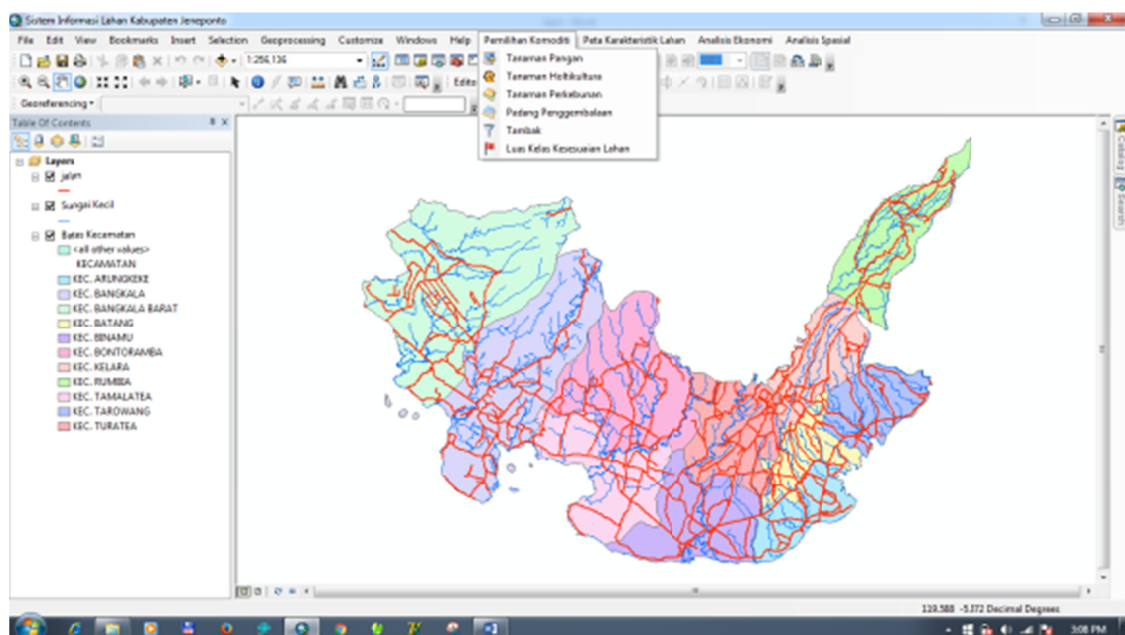 Sistem Informasi Lahan Kabupaten Jeneponto
File Edit View Bookmarks Insert Selection Geoprocessing Customize Windows Help Pemilihan Komoditi Peta Karakteristik Lahan Analisis Ekonomi Analisis Spasial
1:256,136
Tanaman Pangan
Tanaman Holtikultura
Tanaman Perkebunan
Padang Penggembalaan
Tambak
Luas Kelas Kesesuaian Lahan
Edito
Georeferencing
Table Of Contents
Layers
jalan
Sungai Kecil
Batas Kecamatan
<all other values>
KECAMATAN
KEC. ARUNGKEKE
KEC. BANGKALA
KEC. BANGKALA BARAT
KEC. BATANG
KEC. BINAMU
KEC. BONTORAMBA
KEC. KELARA
KEC. RUMBIA
KEC. TAMALATEA
KEC. TAROWANG
KEC. TURATEA
Catalog
Search
119.588 -5.172 Decimal Degrees
3:08 PM